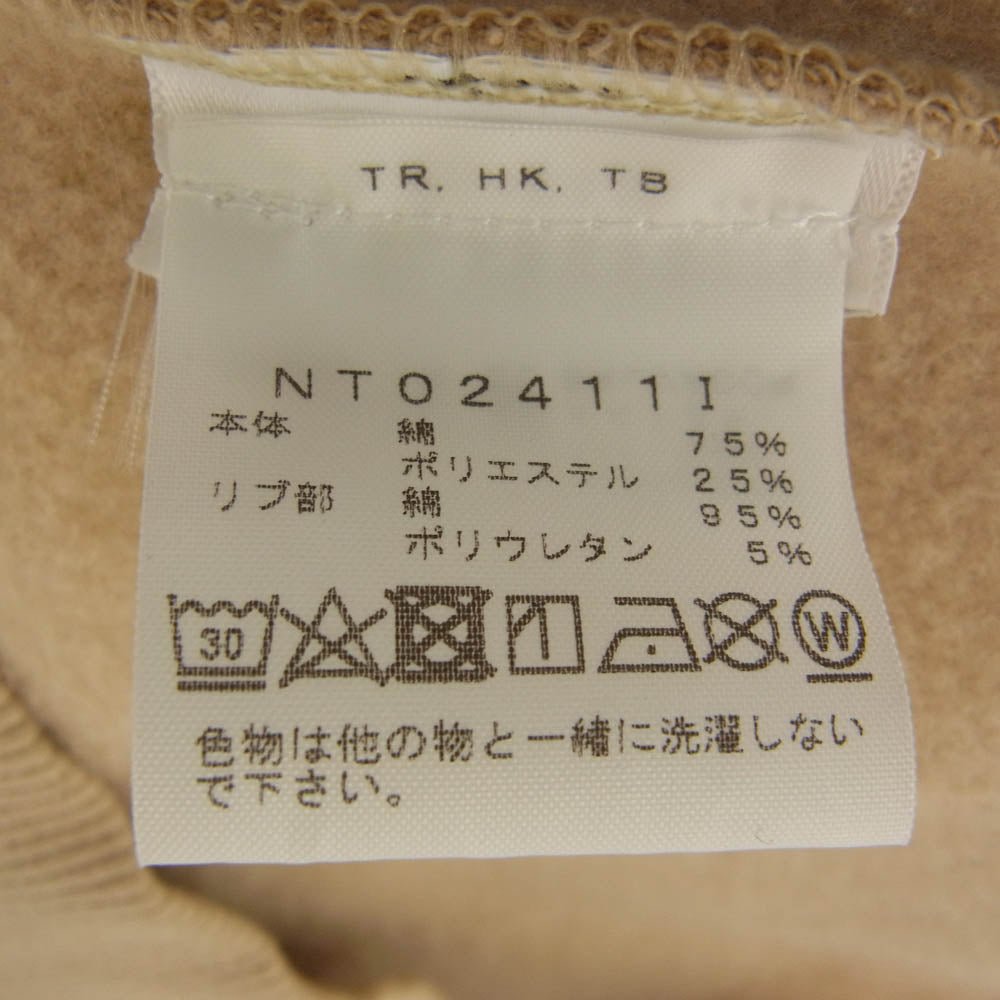 TR. HK. TB
NT02411I
本体 綿 75%
ポリエステル 25%
リブ部 綿 95%
ポリウレタン 5%
30 W
色物は他の物と一緒に洗濯しない
で下さい。